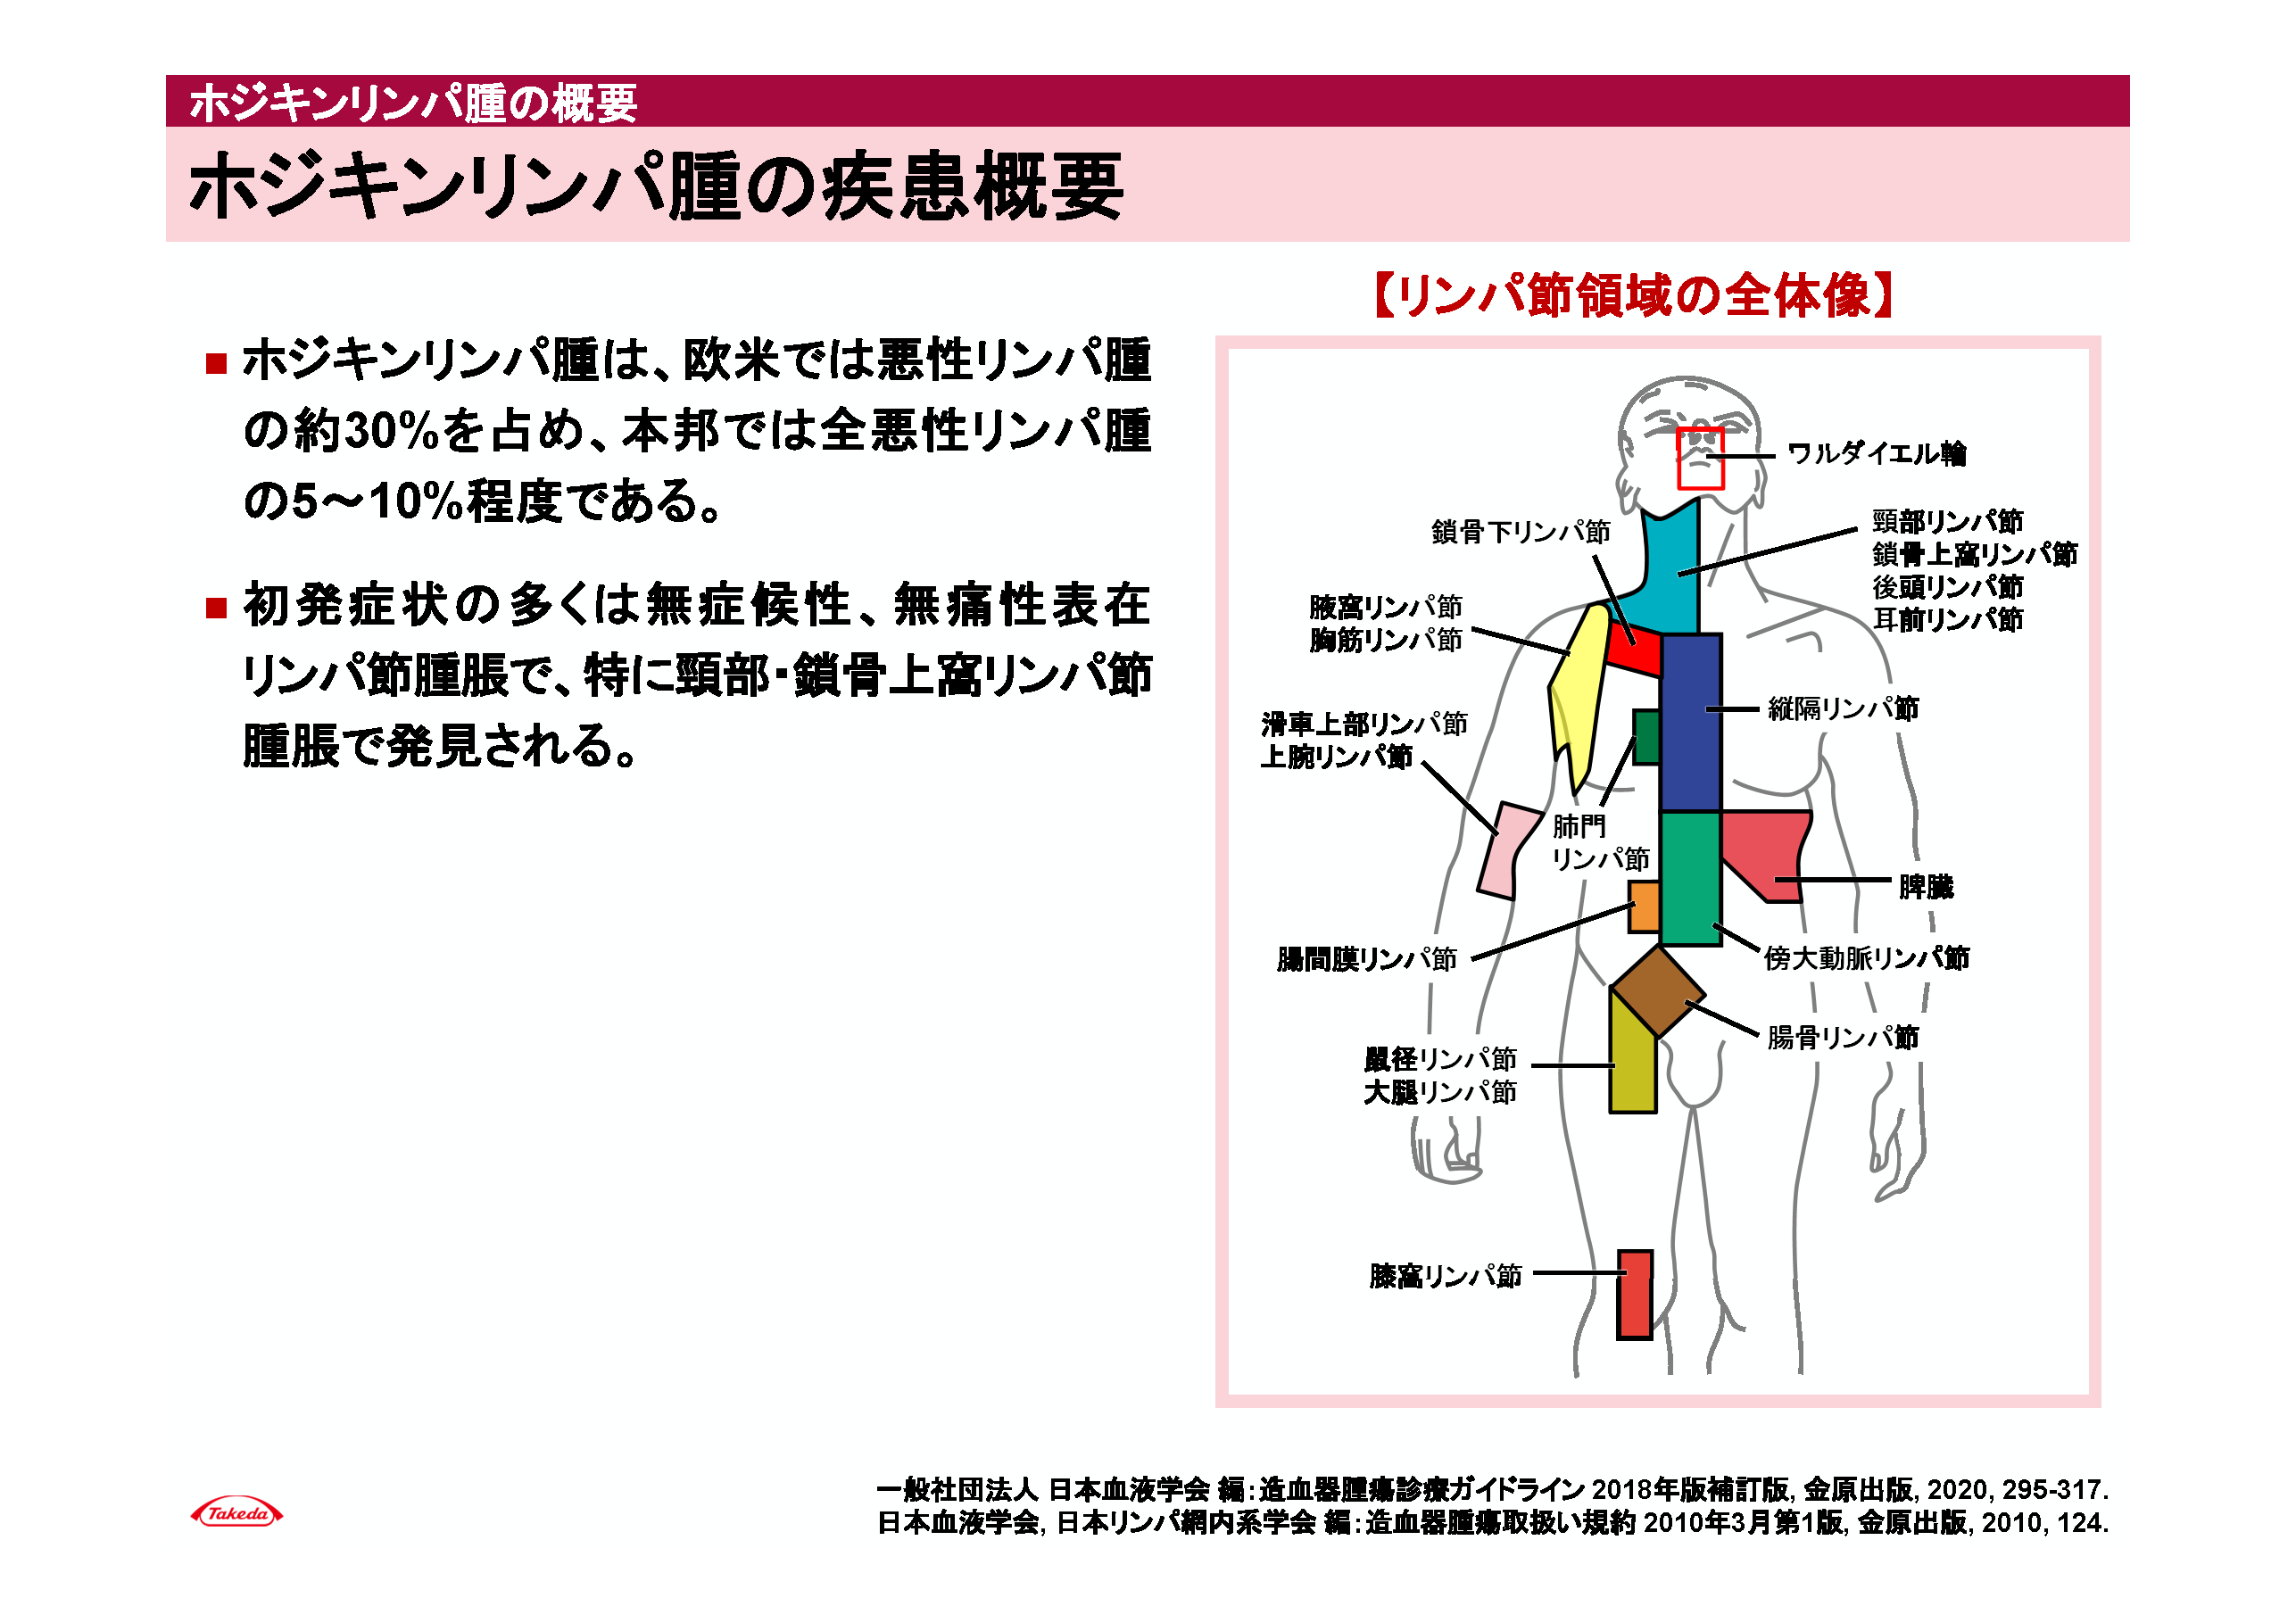 ホジキンリンパ腫の概要
ホジキンリンパ腫の疾患概要
■ ホジキンリンパ腫は、欧米では悪性リンパ腫
の約30%を占め、本邦では全悪性リンパ腫
の5～10%程度である。
■ 初発症状の多くは無症候性、無痛性表在
リンパ節腫脹で、特に頸部・鎖骨上窩リンパ節
腫脹で発見される。
【リンパ節領域の全体像】
ワルダイエル輪
鎖骨下リンパ節
頸部リンパ節
鎖骨上窩リンパ節
後頭リンパ節
耳前リンパ節
腋窩リンパ節
胸筋リンパ節
縦隔リンパ節
滑車上部リンパ節
上腕リンパ節
肺門
リンパ節
脾臓
腸間膜リンパ節
傍大動脈リンパ節
腸骨リンパ節
鼠径リンパ節
大腿リンパ節
膝窩リンパ節
一般社団法人 日本血液学会 編：造血器腫瘍診療ガイドライン 2018年版補訂版, 金原出版, 2020, 295-317.
日本血液学会, 日本リンパ網内系学会 編：造血器腫瘍取扱い規約 2010年3月第1版, 金原出版, 2010, 124.
Takeda